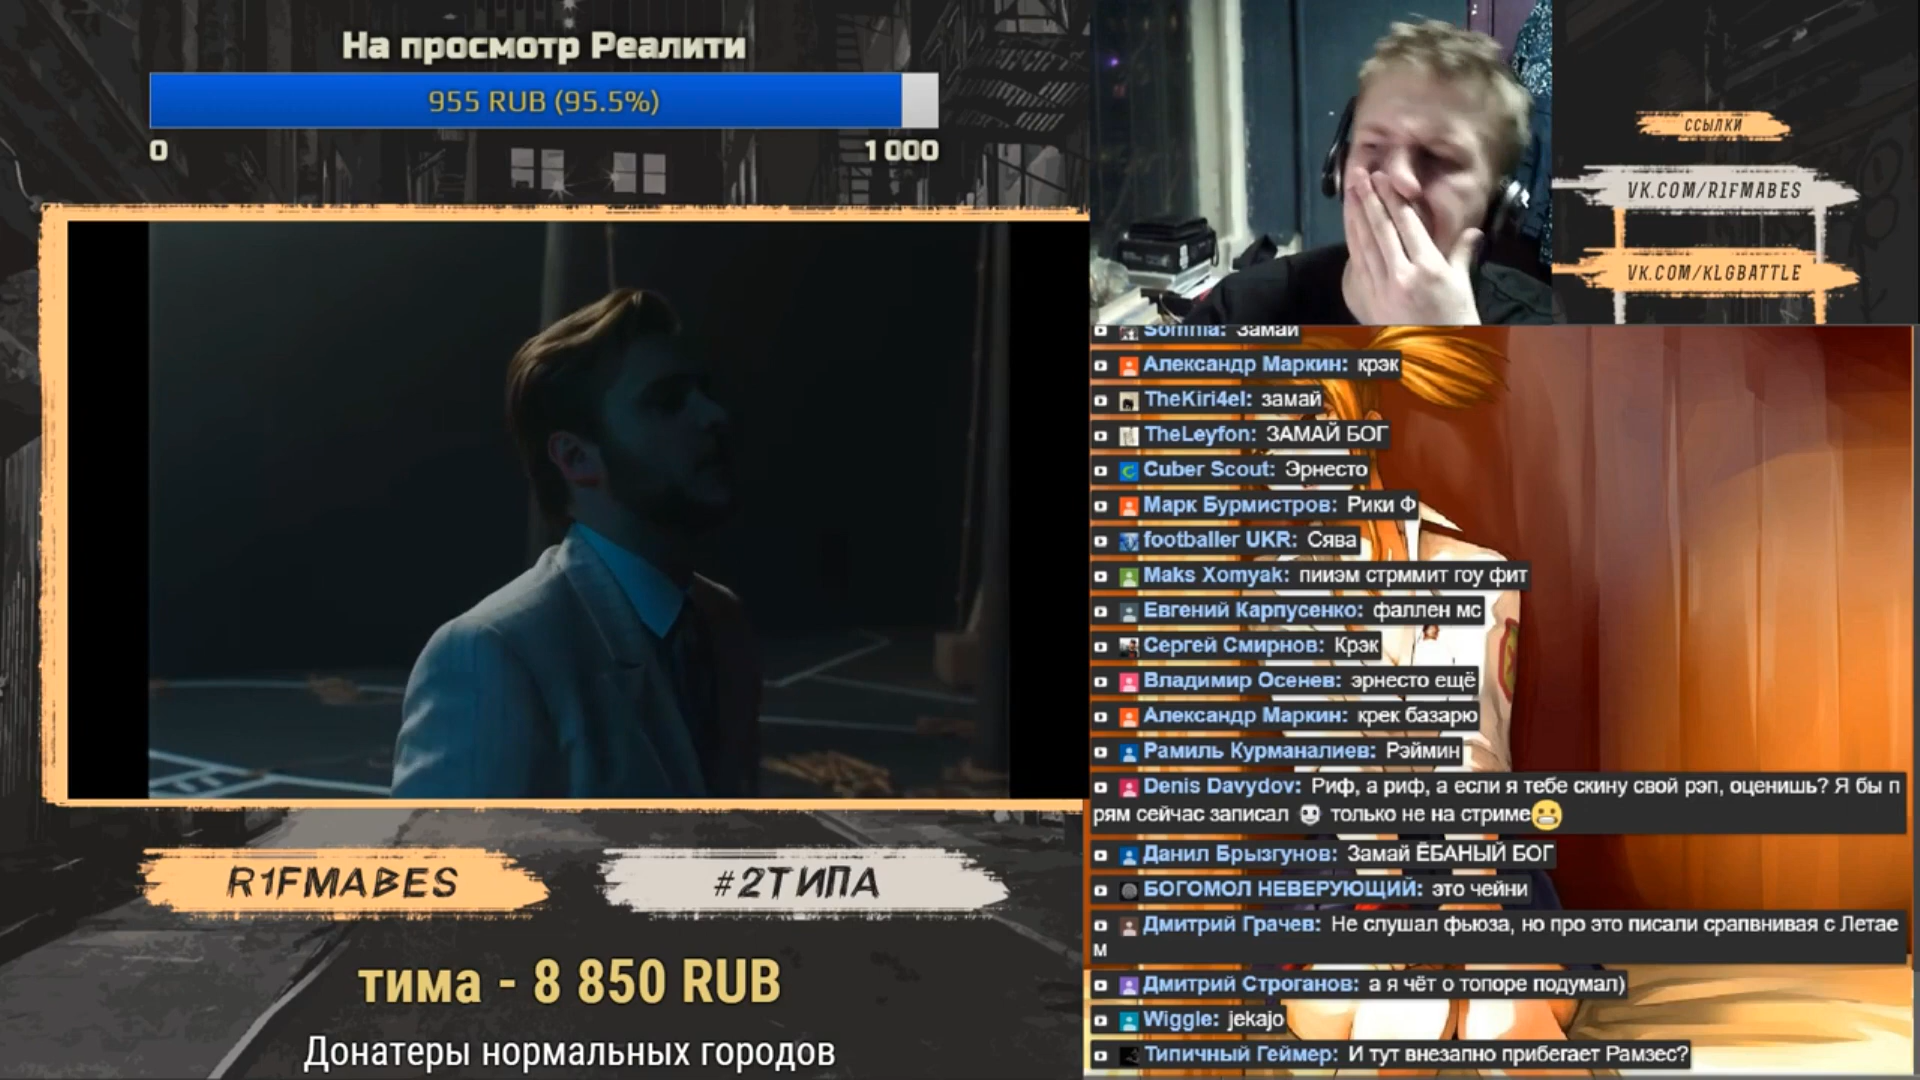 На просмотр Реалити
955 RUB (95.5%)
0
1 000
ССЫЛКИ
VK.COM/R1FMABES
VK.COM/KLGBATTLE
Somnia: Замай
Александр Маркин: крэк
TheKiri4el: замай
TheLeyfon: ЗАМАЙ БОГ
Cuber Scout: Эрнесто
Марк Бурмистров: Рики Ф
footballer UKR: Сява
Maks Xomyak: пииэм стрммит гоу фит
Евгений Карпусенко: фаллен мс
Сергей Смирнов: Крэк
Владимир Осенев: эрнесто ещё
Александр Маркин: крек базарю
Рамиль Курманалиев: Рэймин
Denis Davydov: Риф, а риф, а если я тебе скину свой рэп, оценишь? Я бы п
рям сейчас записал только не на стриме
Данил Брызгунов: Замай ЁБАНЫЙ БОГ
БОГОМОЛ НЕВЕРУЮЩИЙ: это чейни
Дмитрий Грачев: Не слушал фьюза, но про это писали срапвнивая с Летае
м
Дмитрий Строганов: а я чёт о топоре подумал)
Wiggle: jekajo
Типичный Геймер: И тут внезапно прибегает Рамзес?
R1FMABES
#2ТИПА
тима - 8 850 RUB
Донатеры нормальных городов